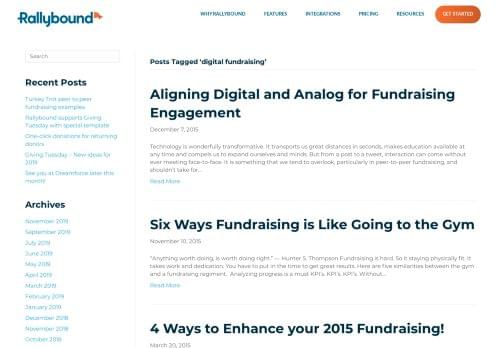 Rallybound
WHY RALLYBOUND
FEATURES
INTEGRATIONS
PRICING
RESOURCES
GET STARTED
Search
Recent Posts
Turkey Trot peer to peer
fundraising examples
Rallybound supports Giving
Tuesday with special template
One-click donations for returning
donors
Giving Tuesday – New ideas for
2019
See you at Dreamforce later this
month!
Archives
November 2019
September 2019
July 2019
June 2019
May 2019
April 2019
March 2019
February 2019
January 2019
December 2018
November 2018
October 2018
Posts Tagged ‘digital fundraising’
Aligning Digital and Analog for Fundraising
Engagement
December 7, 2015
Technology is wonderfully transformative. It transports us great distances in seconds, makes education available
at any time and compels us to expand ourselves and minds. But from a post to a tweet, interaction can come without
ever meeting face-to-face. It is something that we tend to overlook, particularly in peer-to-peer fundraising, and
shouldn’t take for...
Read More
Six Ways Fundraising is Like Going to the Gym
November 10, 2015
“Anything worth doing, is worth doing right.” — Hunter S. Thompson Fundraising is hard. So it staying physically fit. It
takes work and dedication. You have to put in the time to get great results. Here are five similarities between the gym
and a fundraising regiment. Analyzing progress is a must KPI’s. KPI’s. KPI’s. Without...
Read More
4 Ways to Enhance your 2015 Fundraising!
March 20, 2015